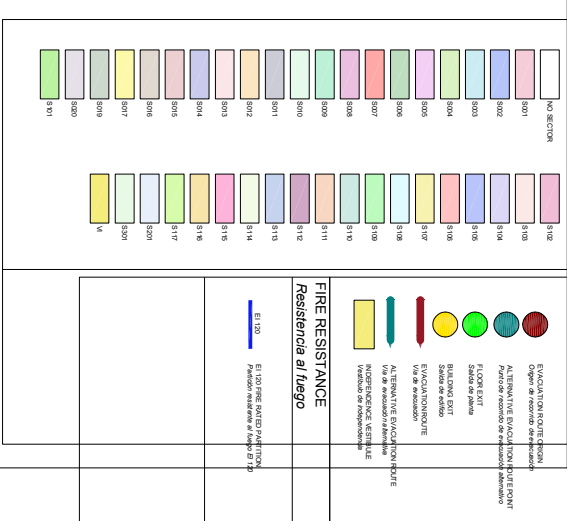 NO SECTOR
S001
S002
S003
S004
S005
S006
S007
S008
S009
S010
S011
S012
S013
S014
S015
S016
S017
S019
S020
S101
S102
S103
S104
S105
S106
S107
S108
S109
S110
S111
S112
S113
S114
S115
S116
S117
S201
S301
VI
EVACUATION ROUTE ORIGIN
Origen de recorrido de evacuación
ALTERNATIVE EVACUATION ROUTE POINT
Punto de recorrido de evacuación alternativo
FLOOR EXIT
Salida de planta
BUILDING EXIT
Salida de edificio
EVACUATION ROUTE
Vía de evacuación
ALTERNATIVE EVACUATION ROUTE
Vía de evacuación alternativa
INDEPENDENCE VESTIBULE
Vestíbulo de independencia
FIRE RESISTANCE
Resistencia al fuego
EI 120
EI 120 FIRE RATED PARTITION
Partición resistente al fuego EI 120